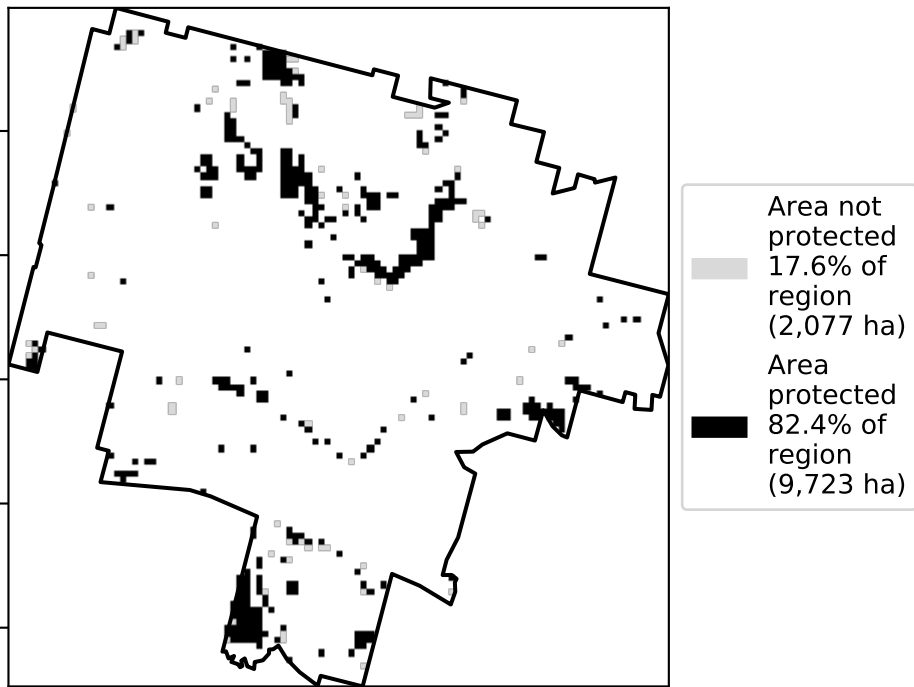 Area not
protected
17.6% of
region
(2,077 ha)
Area
protected
82.4% of
region
(9,723 ha)